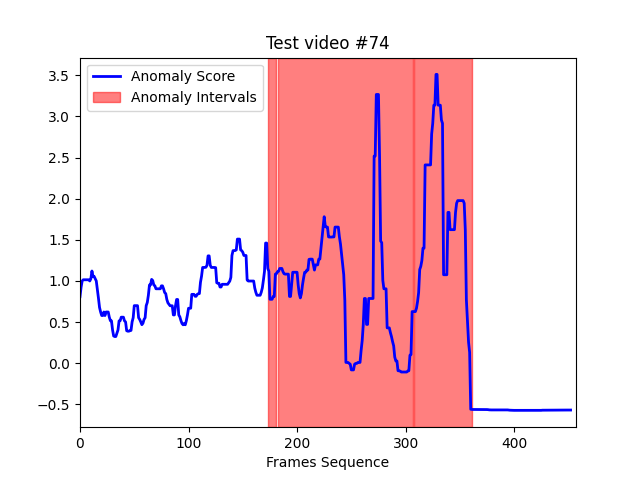 Test video #74
Anomaly Score
Anomaly Intervals
3.5
3.0
2.5
2.0
1.5
1.0
0.5
0.0
−0.5
0 100 200 300 400
Frames Sequence